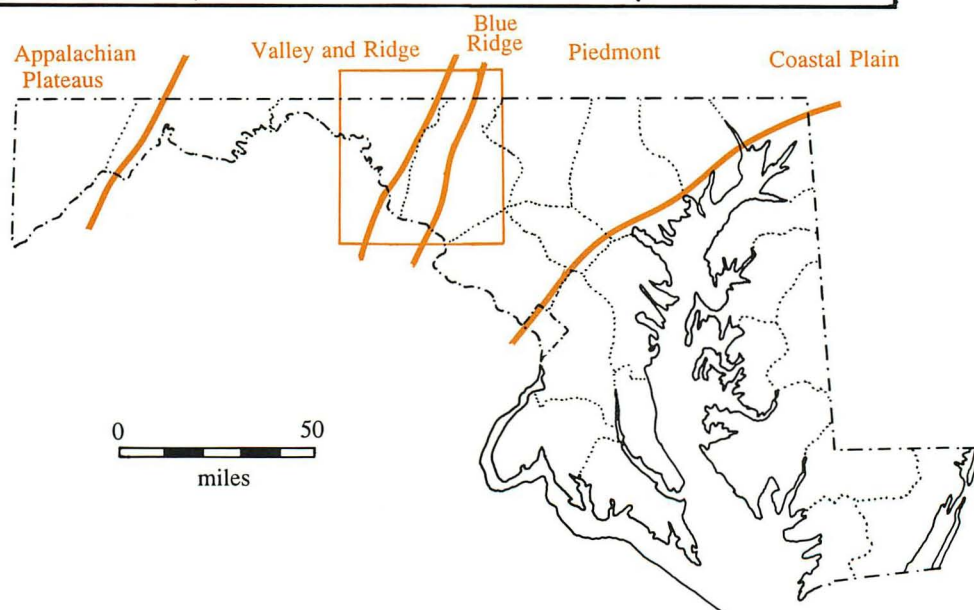 Blue
Ridge
Appalachian
Plateaus
Valley and Ridge
Piedmont
Coastal Plain
0 50
miles